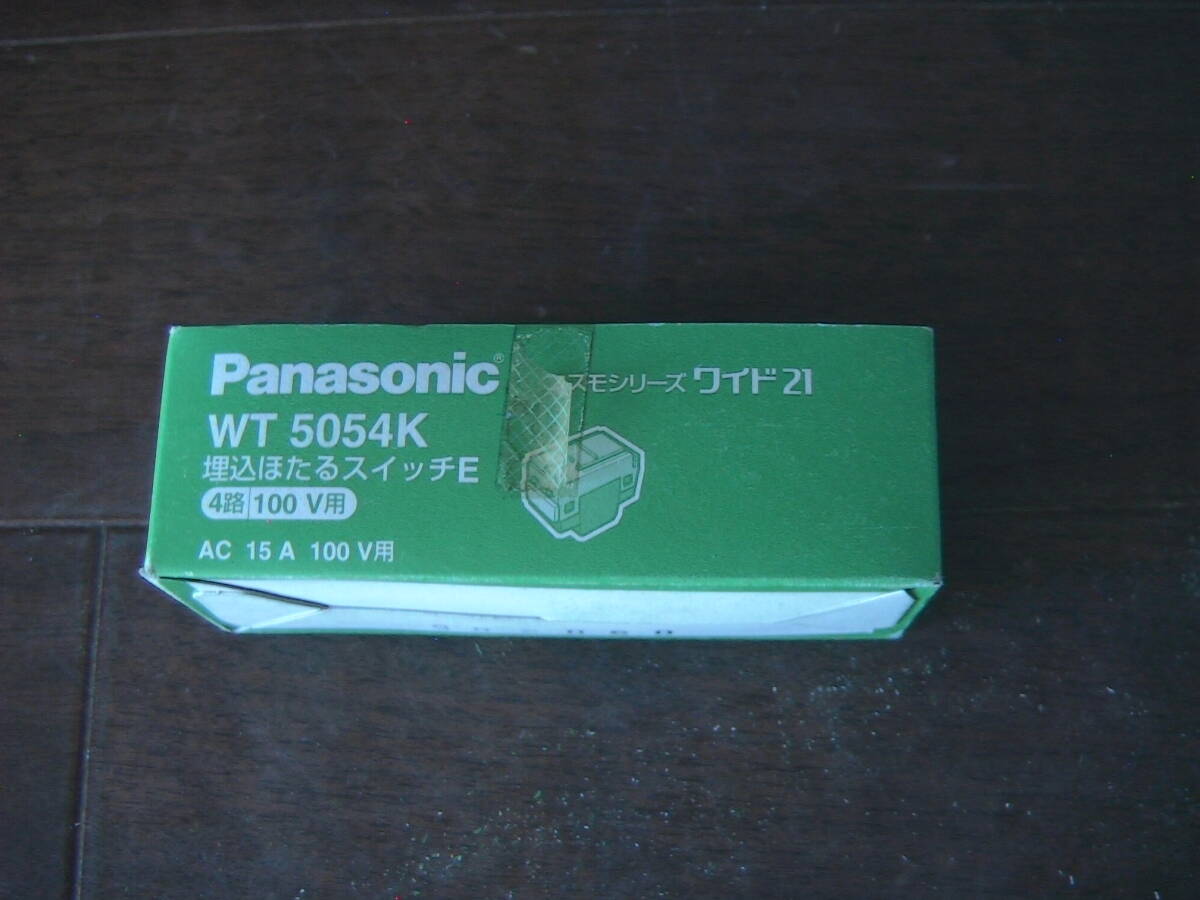 Panasonic®
スモシリーズ ワイド21
WT 5054K
埋込ほたるスイッチE
4路 100 V用
AC 15 A 100 V用